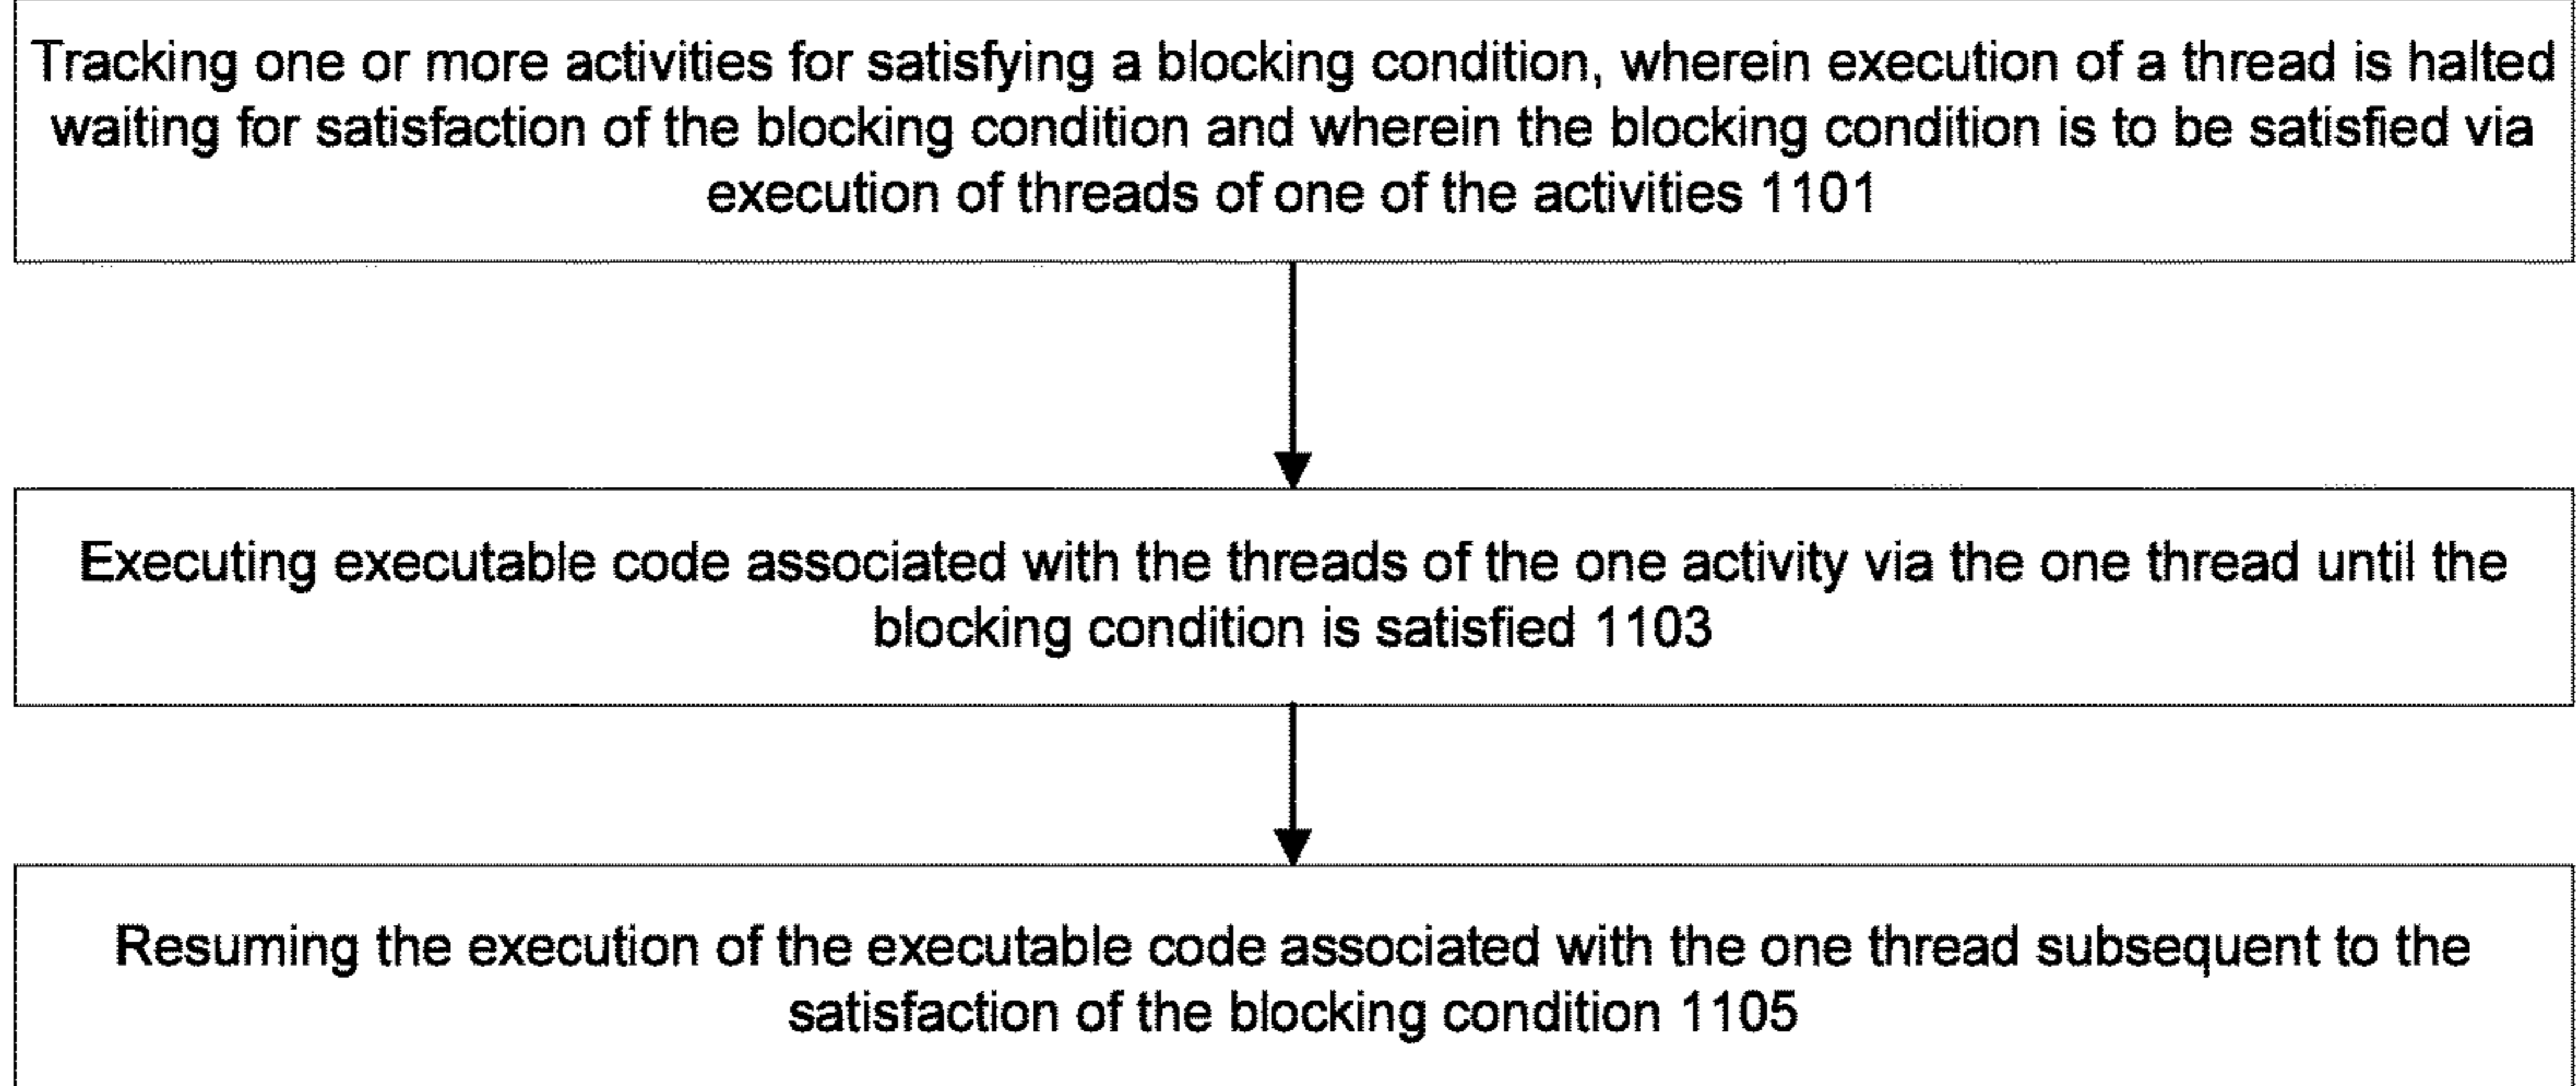 Tracking one or more activities for satisfying a blocking condition, wherein execution of a thread is halted
waiting for satisfaction of the blocking condition and wherein the blocking condition is to be satisfied via
execution of threads of one of the activities 1101
Executing executable code associated with the threads of the one activity via the one thread until the
blocking condition is satisfied 1103
Resuming the execution of the executable code associated with the one thread subsequent to the
satisfaction of the blocking condition 1105